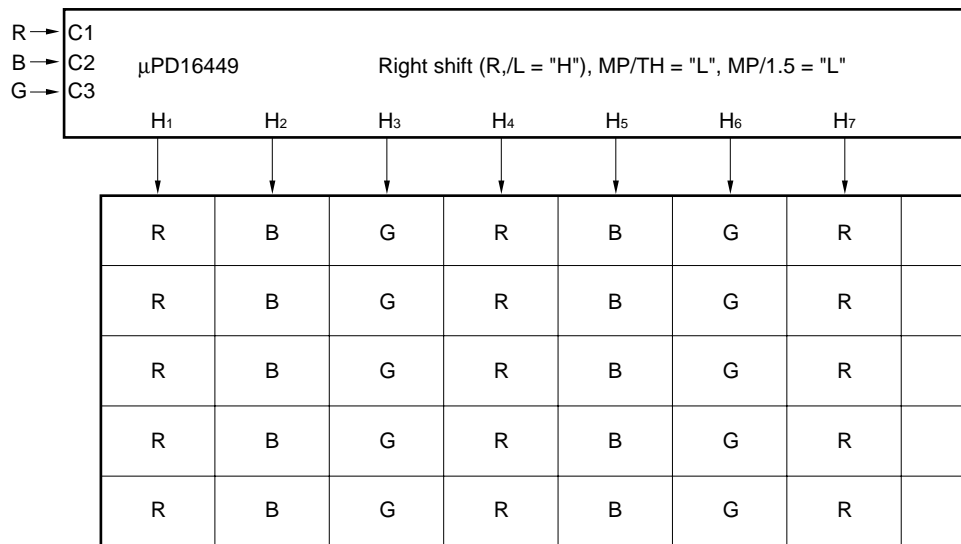 R C1
B C2 µPD16449 Right shift (R,/L = "H"), MP/TH = "L", MP/1.5 = "L"
G C3
H1 H2 H3 H4 H5 H6 H7
R B G R B G R
R B G R B G R
R B G R B G R
R B G R B G R
R B G R B G R